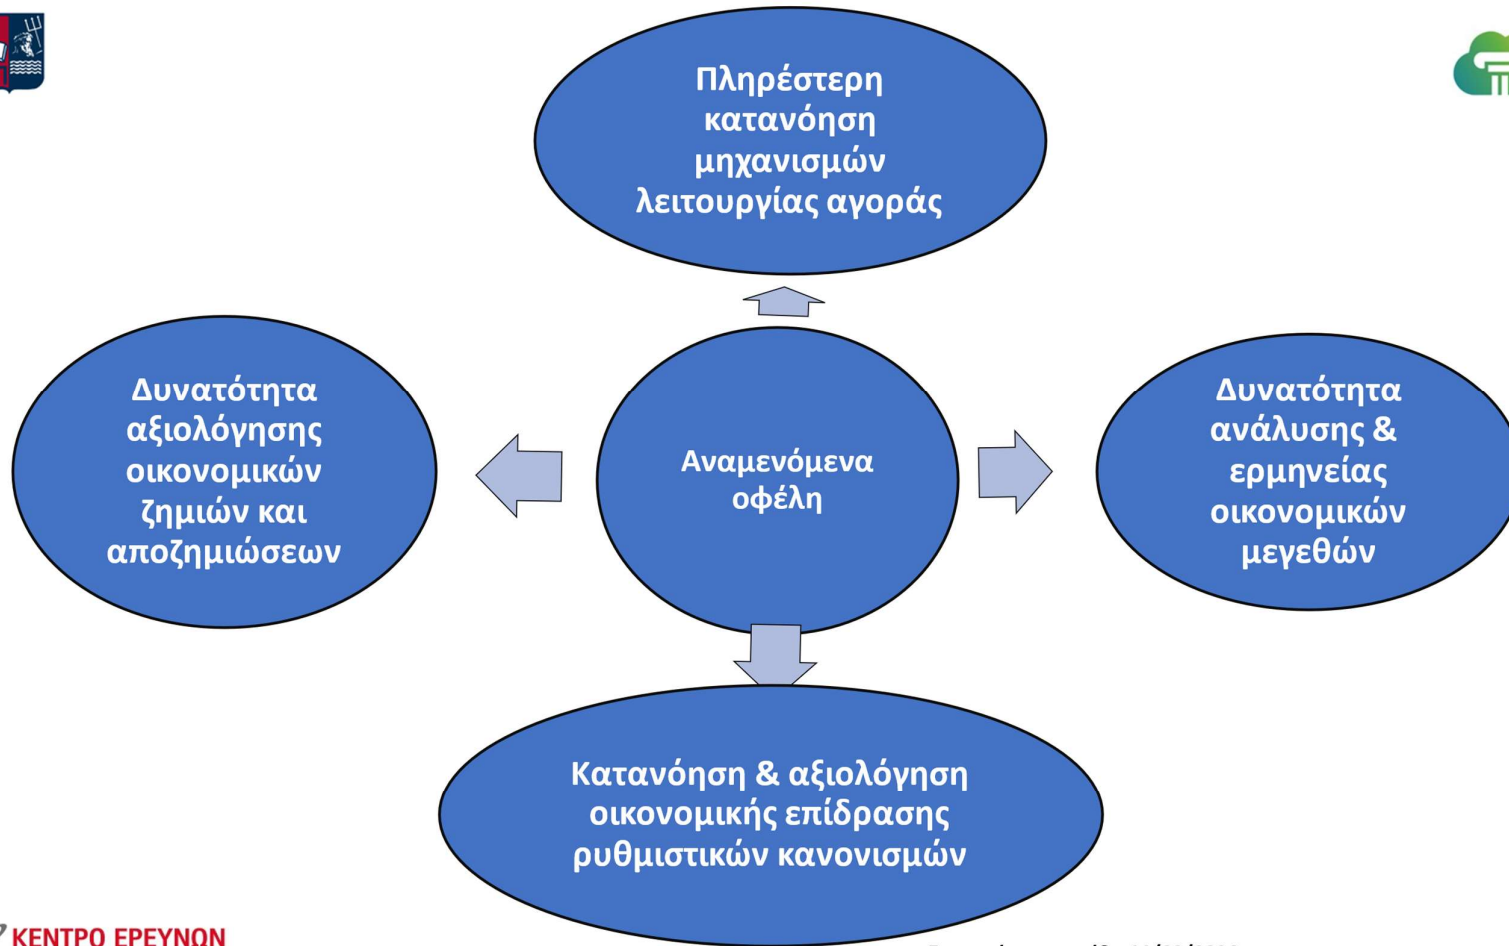 Πληρέστερη
κατανόηση
μηχανισμών
λειτουργίας αγοράς
Δυνατότητα
αξιολόγησης
οικονομικών
ζημιών και
αποζημιώσεων
Αναμενόμενα
οφέλη
Δυνατότητα
ανάλυσης &
ερμηνείας
οικονομικών
μεγεθών
Κατανόηση & αξιολόγηση
οικονομικής επίδρασης
ρυθμιστικών κανονισμών
ΚΕΝΤΡΟ ΕΡΕΥΝΩΝ